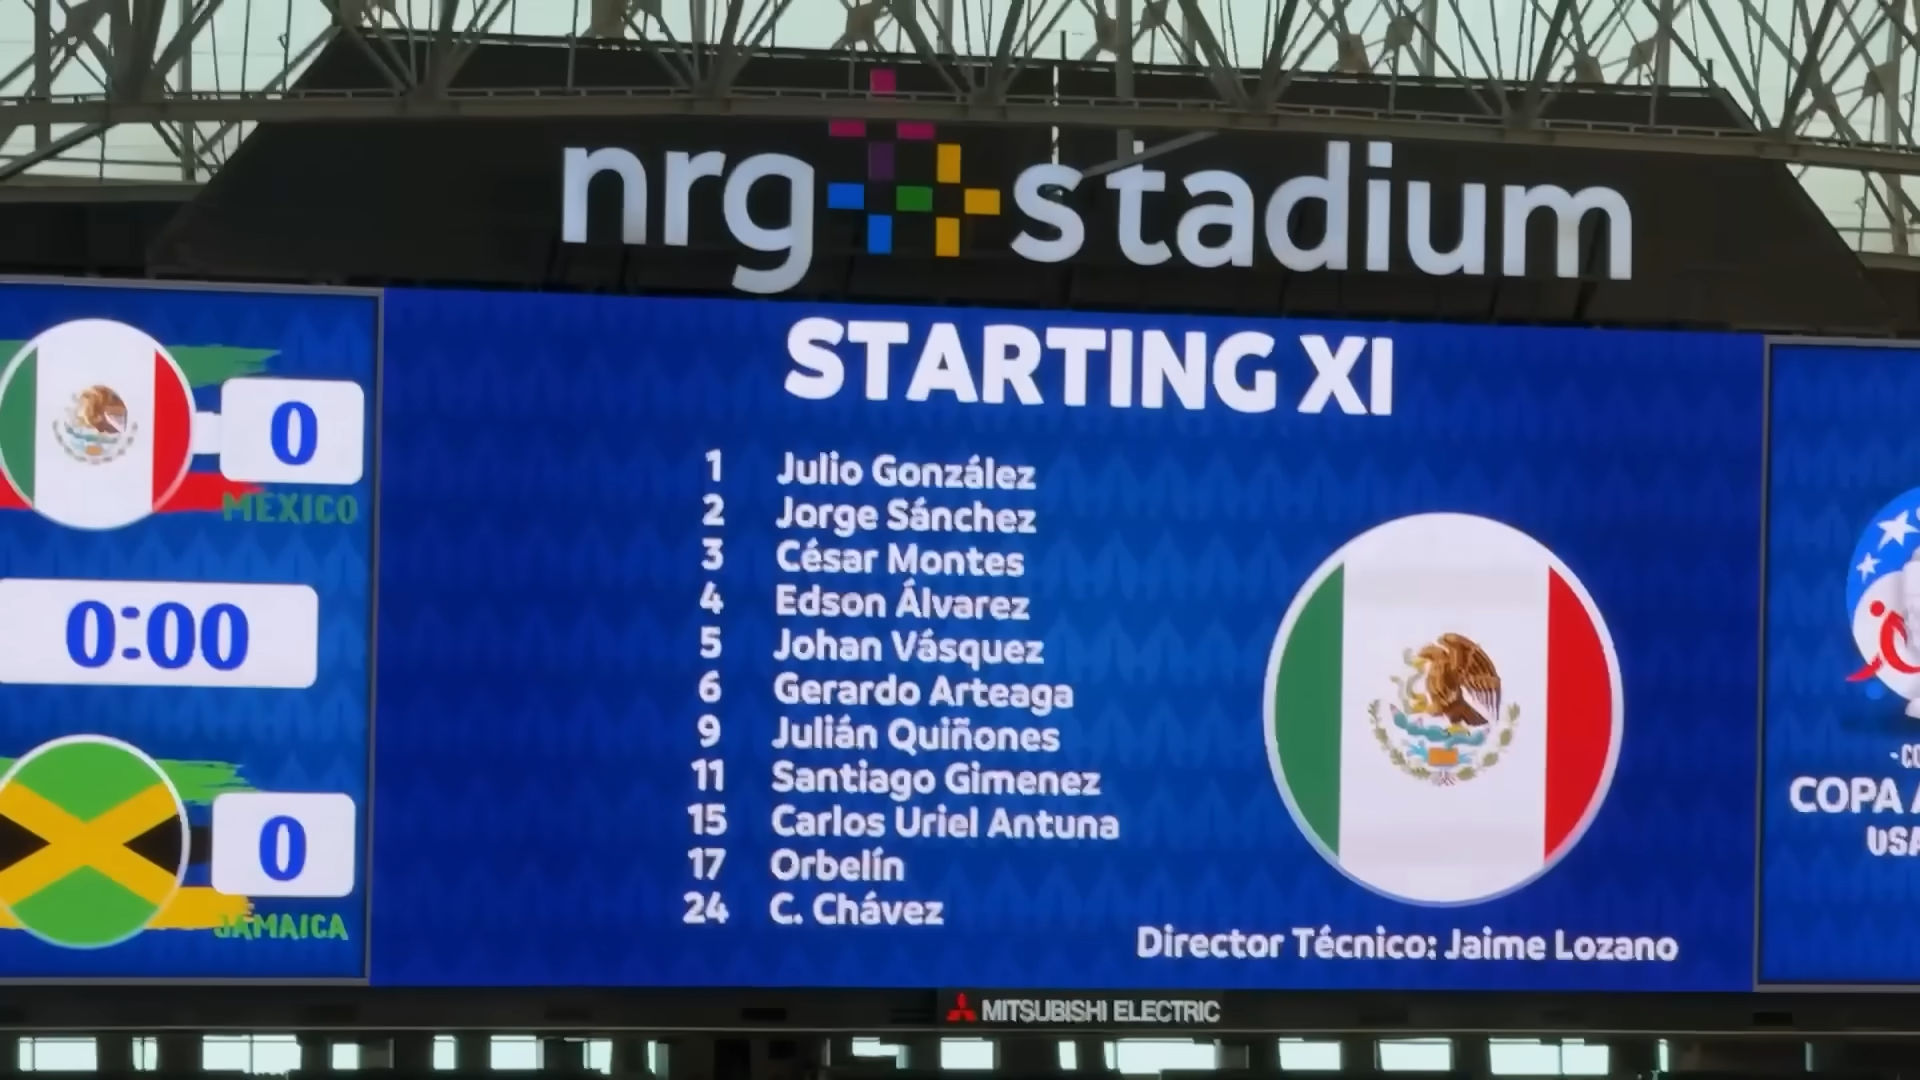 nrg stadium
STARTING XI
0
MEXICO
0:00
0
JAMAICA
1 Julio González
2 Jorge Sánchez
3 César Montes
4 Edson Álvarez
5 Johan Vásquez
6 Gerardo Arteaga
9 Julián Quiñones
11 Santiago Gimenez
15 Carlos Uriel Antuna
17 Orbelín
24 C. Chávez
Director Técnico: Jaime Lozano
COPA
USA
MITSUBISHI ELECTRIC